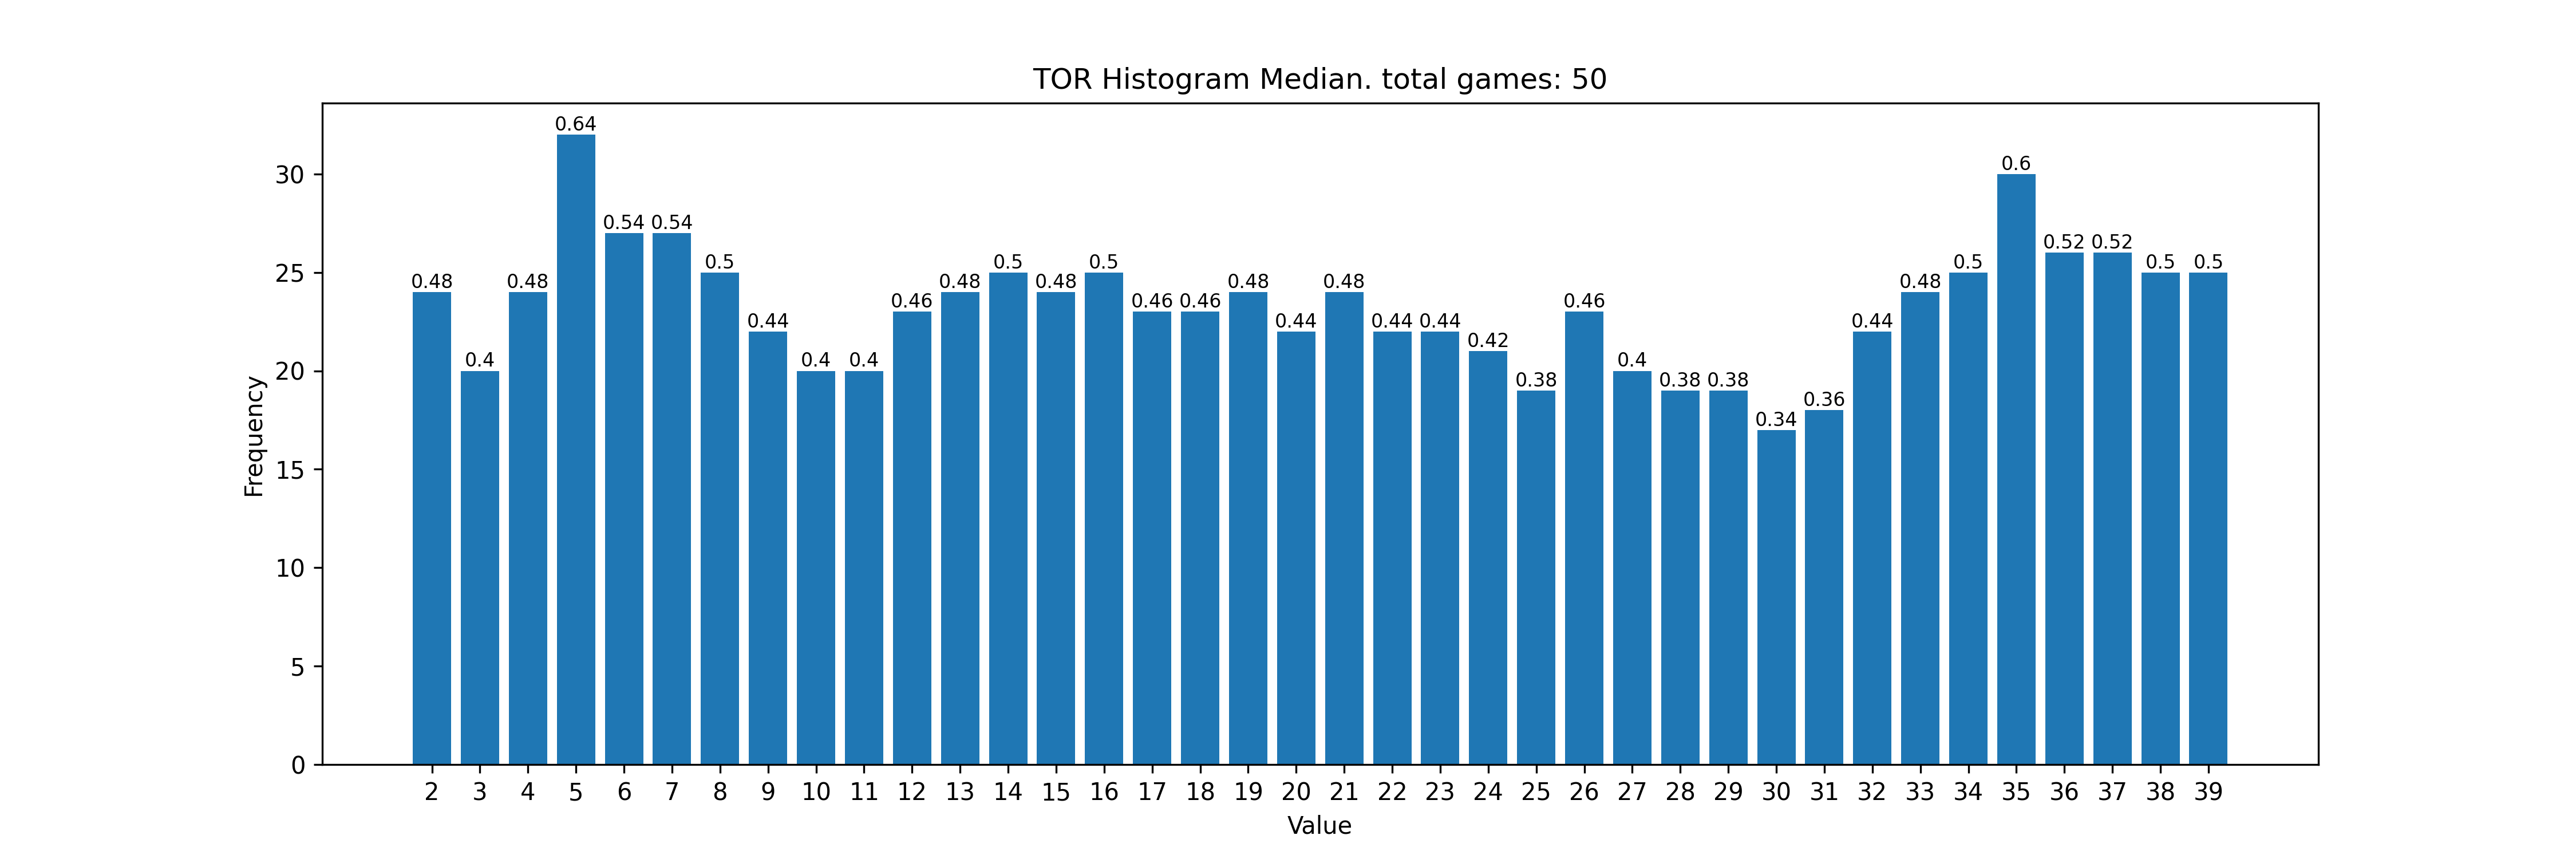 TOR Histogram Median. total games: 50
Frequency
30
25
20
15
10
5
0
0.48 0.4 0.48 0.64 0.54 0.54 0.5 0.44 0.4 0.4 0.46 0.48 0.5 0.48 0.5 0.46 0.46 0.48 0.44 0.48 0.44 0.44 0.42 0.38 0.46 0.4 0.38 0.38 0.34 0.36 0.44 0.48 0.5 0.6 0.52 0.52 0.5 0.5
2 3 4 5 6 7 8 9 10 11 12 13 14 15 16 17 18 19 20 21 22 23 24 25 26 27 28 29 30 31 32 33 34 35 36 37 38 39
Value